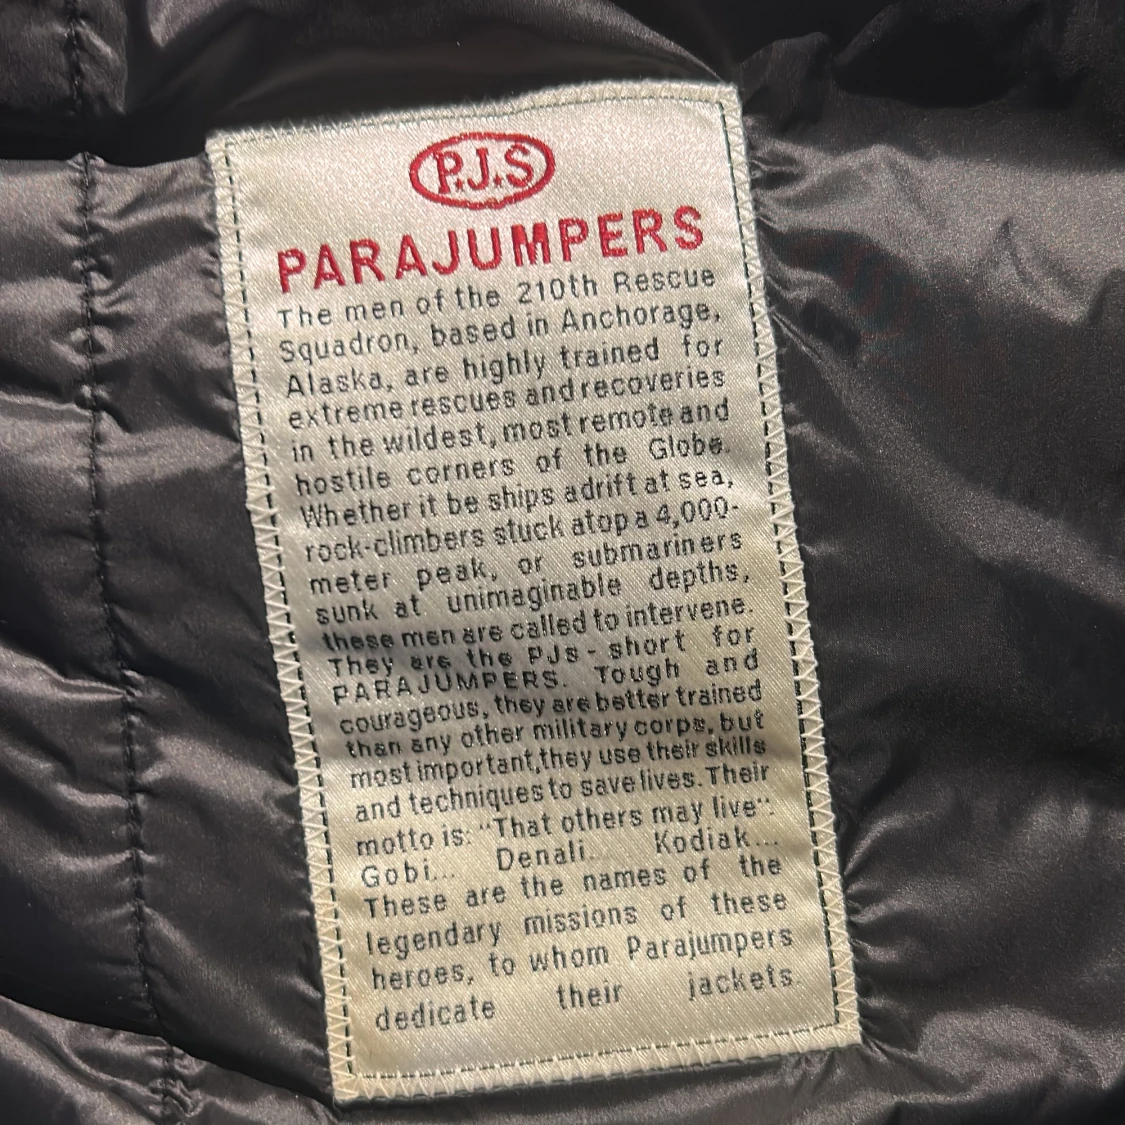 P.J.S
PARAJUMPERS
The men of the 210th Rescue
Squadron, based in Anchorage,
Alaska, are highly trained for
extreme rescues and recoveries
in the wildest, most remote and
hostile corners of the Globe.
Whether it be ships adrift at sea,
rock-climbers stuck atop a 4,000-
meter peak, or submariners
sunk at unimaginable depths,
these men are called to intervene.
They are the PJs - short for
PARAJUMPERS. Tough and
courageous, they are better trained
than any other military corps, but
most important,they use their skills
and techniques to save lives. Their
motto is: "That others may live".
Gobi... Denali... Kodiak...
These are the names of the
legendary missions of these
heroes, to whom Parajumpers
dedicate their jackets.